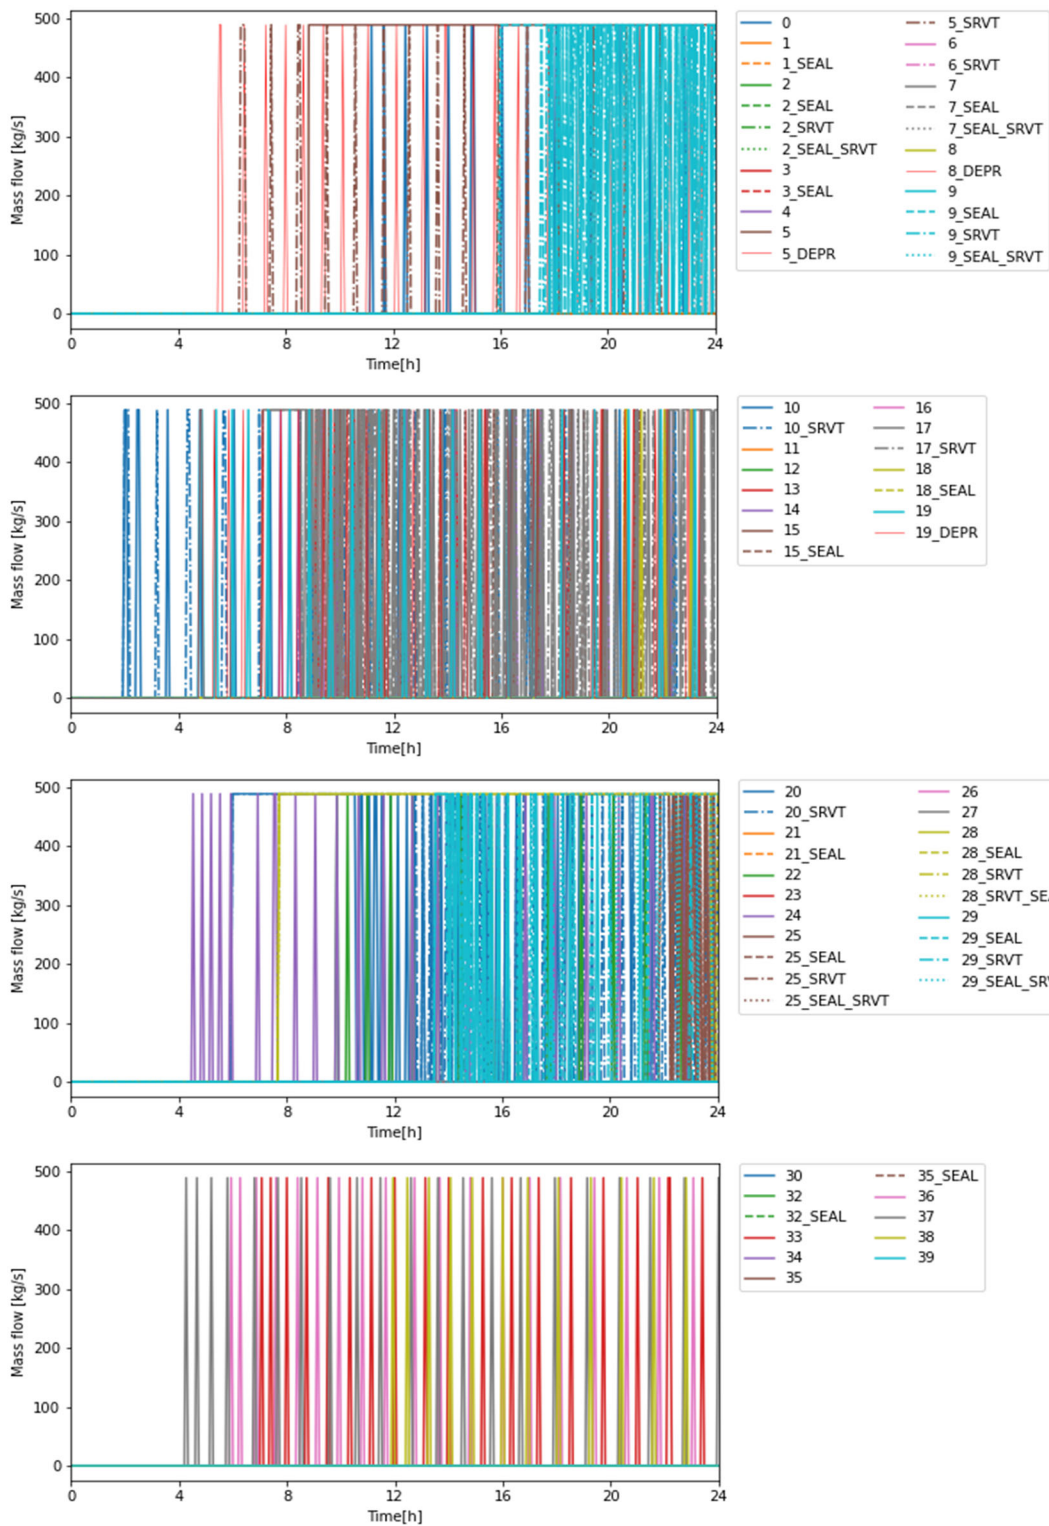 500
400
300
200
100
0
Mass flow [kg/s]
0 4 8 12 16 20 24
Time[h]
0
1
1_SEAL
2
2_SEAL
2_SRVT
2_SEAL_SRVT
3
3_SEAL
4
5
5_DEPR
5_SRVT
6
6_SRVT
7
7_SEAL
7_SEAL_SRVT
8
8_DEPR
9
9_SEAL
9_SRVT
9_SEAL_SRVT
500
400
300
200
100
0
Mass flow [kg/s]
0 4 8 12 16 20 24
Time[h]
10
10_SRVT
11
12
13
14
15
15_SEAL
16
17
17_SRVT
18
18_SEAL
19
19_DEPR
500
400
300
200
100
0
Mass flow [kg/s]
0 4 8 12 16 20 24
Time[h]
20
20_SRVT
21
21_SEAL
22
23
24
25
25_SEAL
25_SRVT
25_SEAL_SRVT
26
27
28
28_SEAL
28_SRVT
28_SRVT_SE
29
29_SEAL
29_SRVT
29_SEAL_SR
500
400
300
200
100
0
Mass flow [kg/s]
0 4 8 12 16 20 24
Time[h]
30
32
32_SEAL
33
34
35
35_SEAL
36
37
38
39